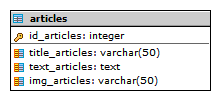 articles
id_articles: integer
title_articles: varchar(50)
text_articles: text
img_articles: varchar(50)